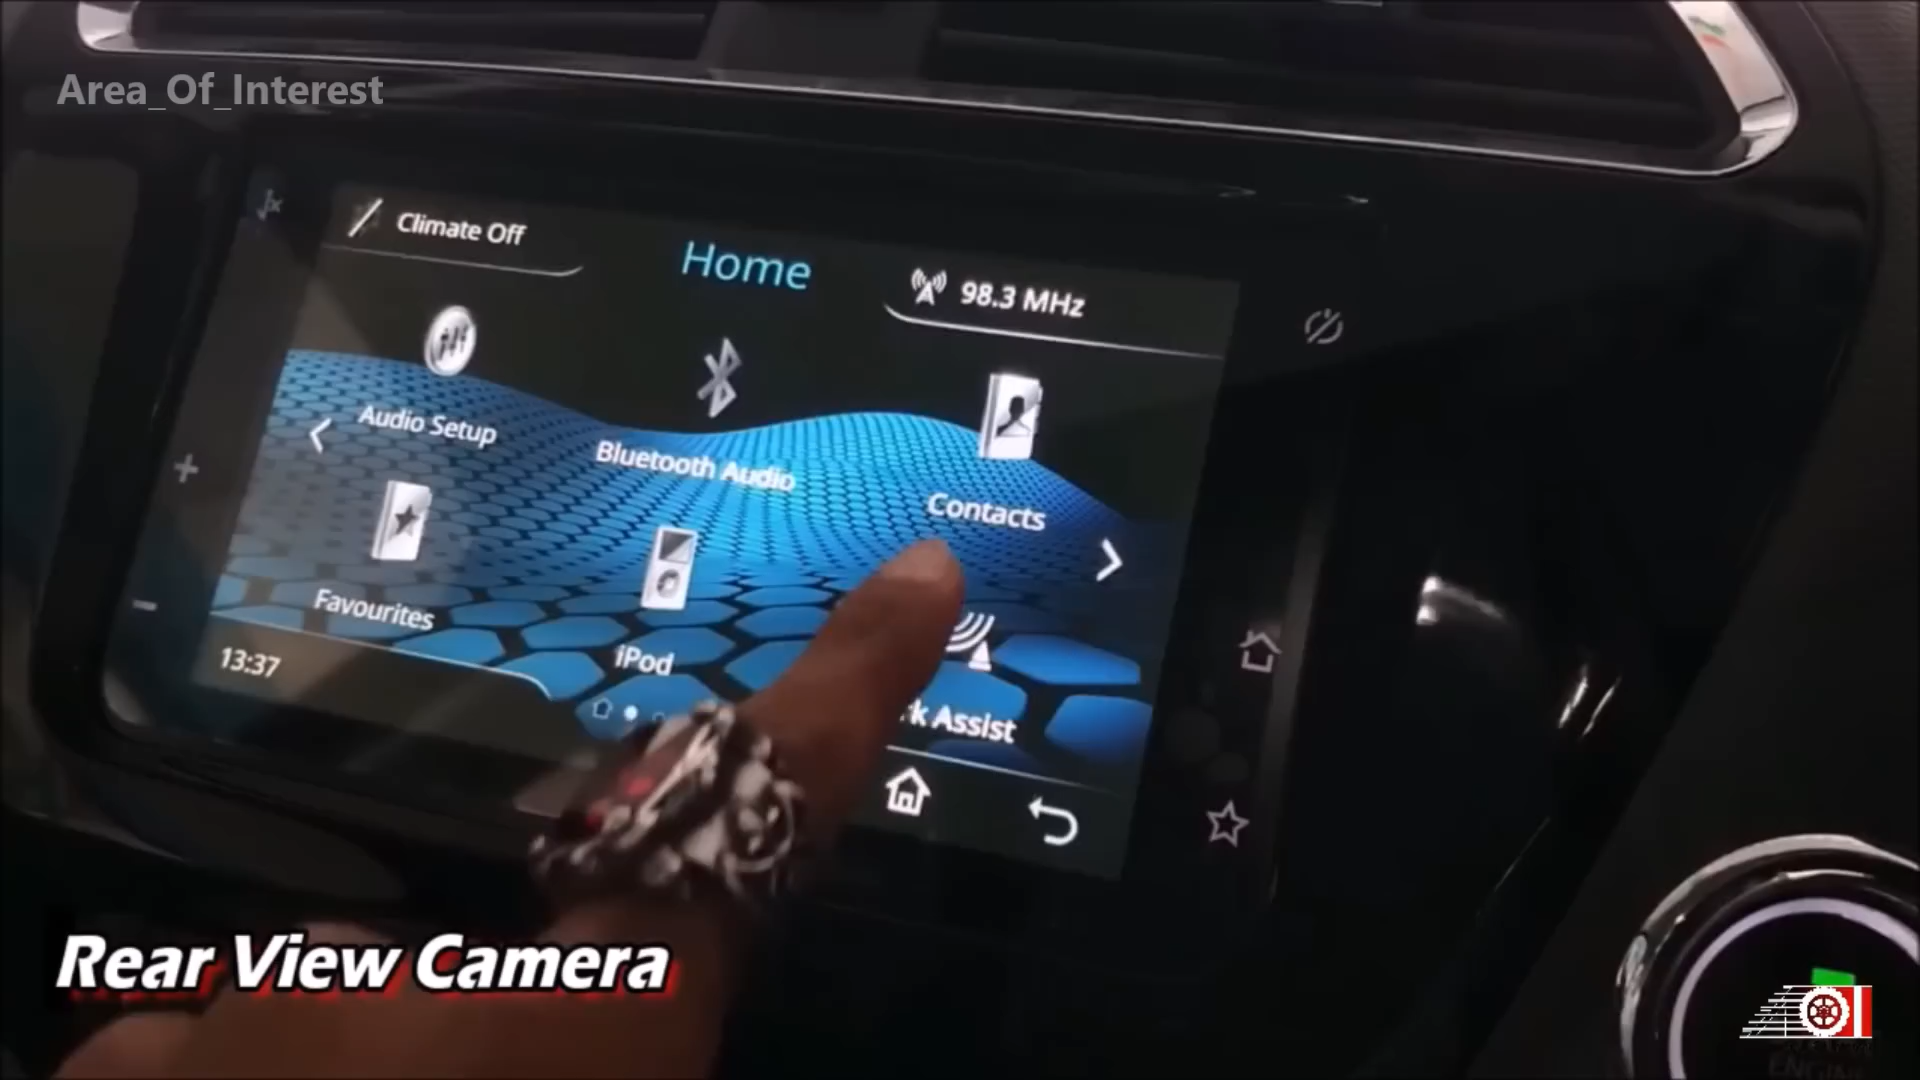 Area_Of_Interest
Climate Off
Home
98.3 MHz
Audio Setup
Bluetooth Audio
Contacts
Favourites
iPod
rk Assist
13:37
Rear View Camera